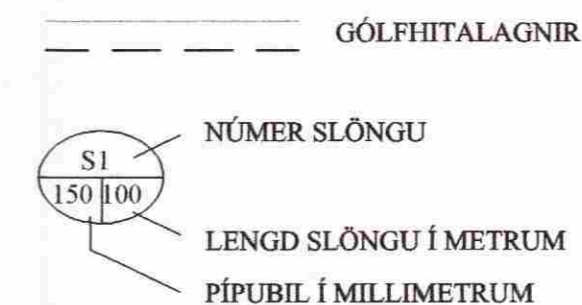 GÓLFHITALAGNIR
NÚMER SLÖNGU
S1
150 100
LENGD SLÖNGU Í METRUM
PÍPUBIL Í MILLIMETRUM